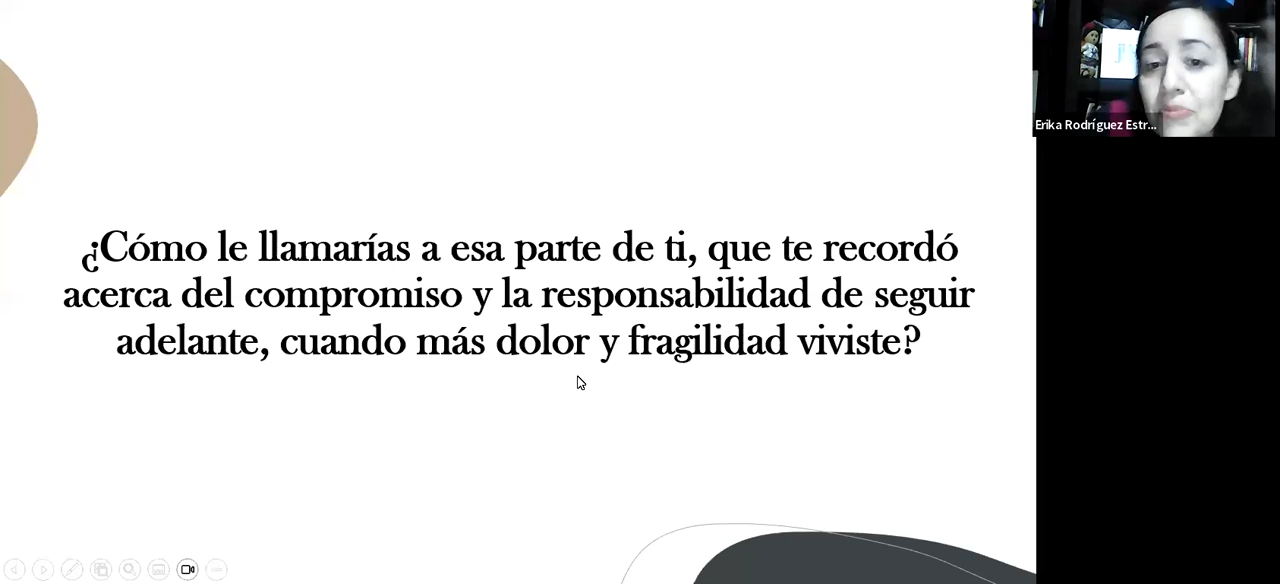 ¿Cómo le llamarías a esa parte de ti, que te recordó
acerca del compromiso y la responsabilidad de seguir
adelante, cuando más dolor y fragilidad viviste?
Erika Rodríguez Estr...